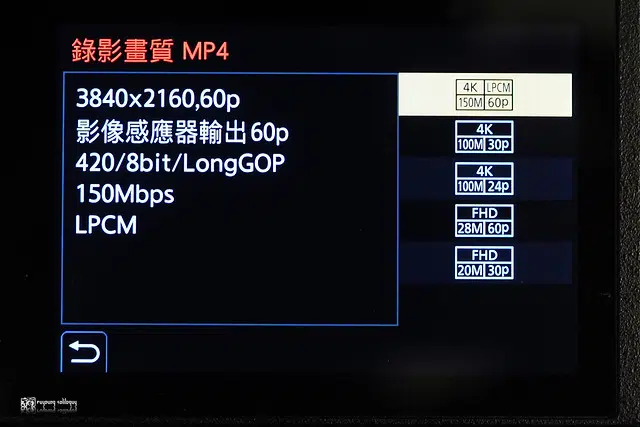 錄影畫質 MP4
3840x2160,60p
影像感應器輸出60p
420/8bit/LongGOP
150Mbps
LPCM
4K LPCM
150M 60p
4K
100M 30p
4K
100M 24p
FHD
28M 60p
FHD
20M 30p